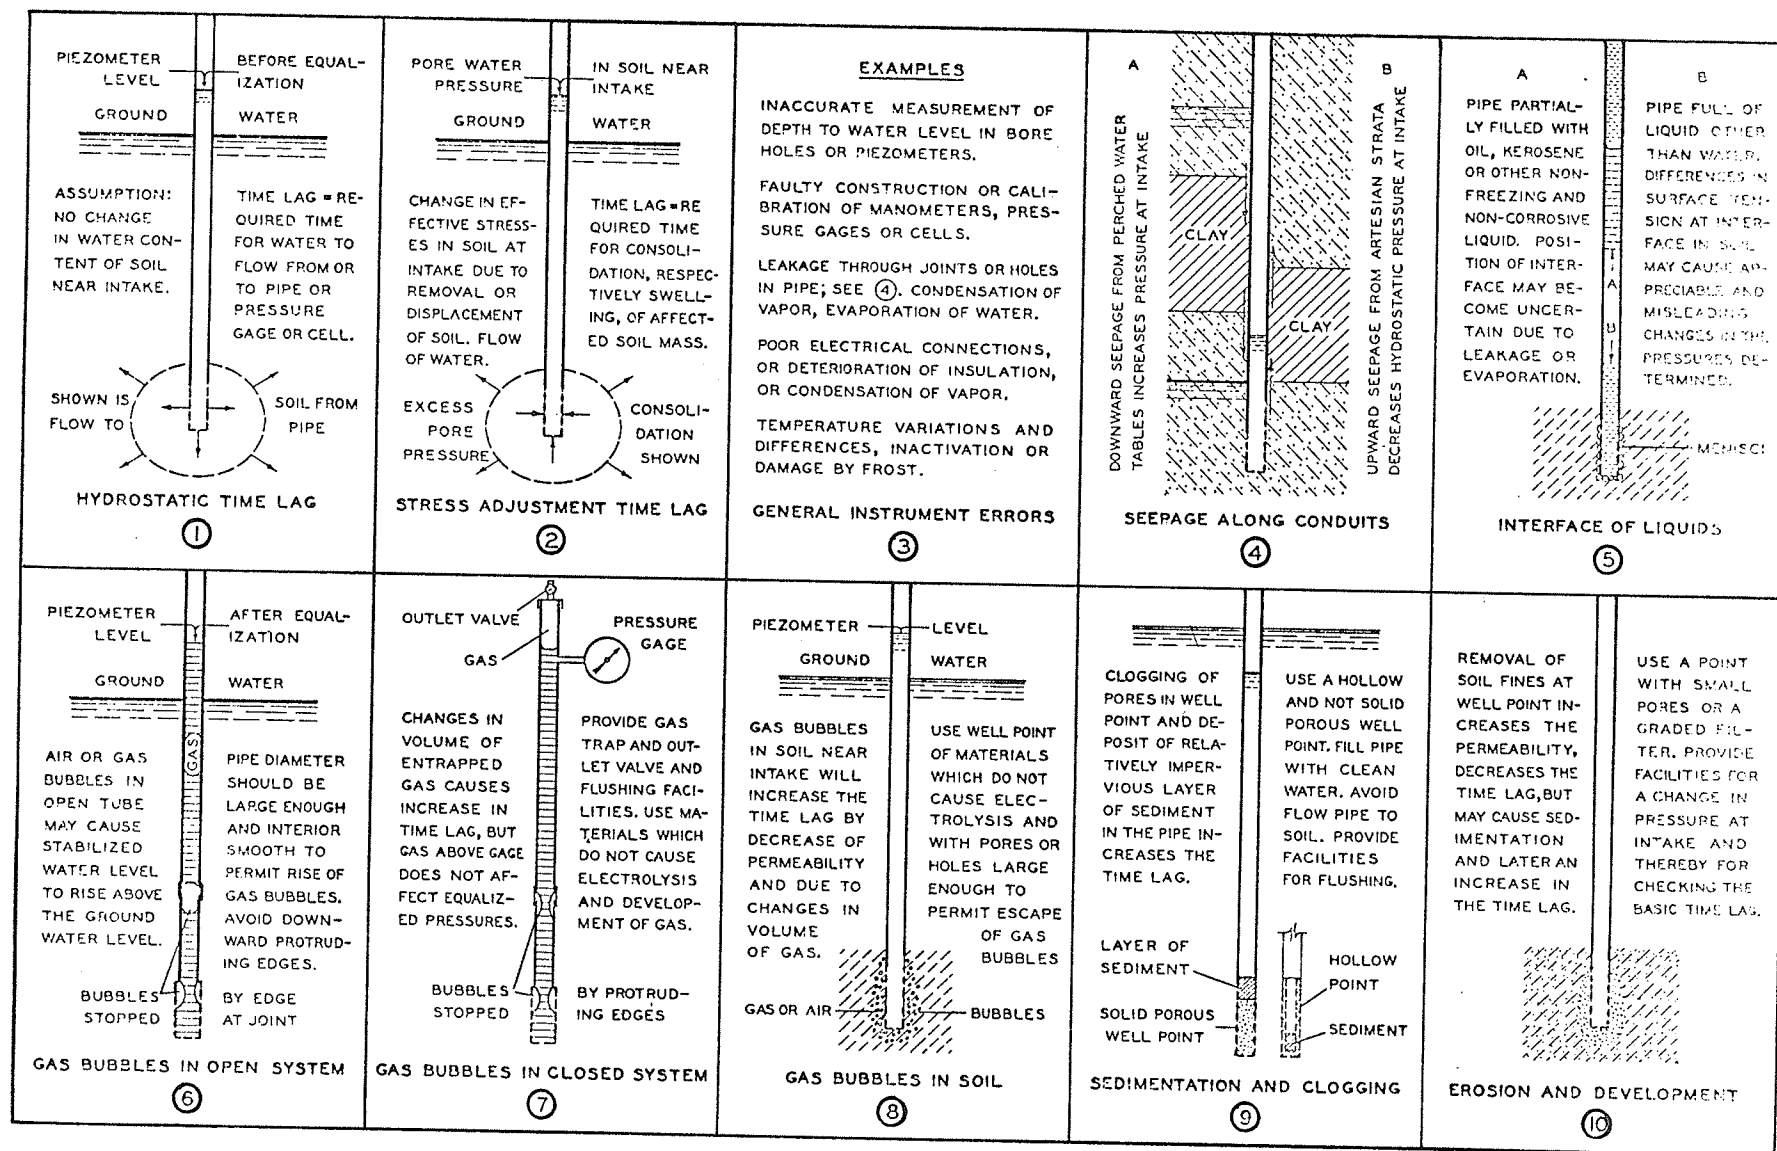 PIEZOMETER
LEVEL
BEFORE EQUAL-
IZATION
GROUND
WATER
ASSUMPTION:
NO CHANGE
IN WATER CON-
TENT OF SOIL
NEAR INTAKE.
TIME LAG = RE-
QUIRED TIME
FOR WATER TO
FLOW FROM OR
TO PIPE OR
PRESSURE
GAGE OR CELL.
SHOWN IS
FLOW TO
SOIL FROM
PIPE
HYDROSTATIC TIME LAG
1
PORE WATER
PRESSURE
IN SOIL NEAR
INTAKE
GROUND
WATER
CHANGE IN EF-
FECTIVE STRESS-
ES IN SOIL AT
INTAKE DUE TO
REMOVAL OR
DISPLACEMENT
OF SOIL. FLOW
OF WATER.
TIME LAG = RE
QUIRED TIME
FOR CONSOLI-
DATION, RESPEC-
TIVELY SWELL-
ING, OF AFFECT-
ED SOIL MASS.
EXCESS
PORE
PRESSURE
CONSOLI-
DATION
SHOWN
STRESS ADJUSTMENT TIME LAG
2
EXAMPLES
INACCURATE MEASUREMENT OF
DEPTH TO WATER LEVEL IN BORE
HOLES OR PIEZOMETERS.
FAULTY CONSTRUCTION OR CALI-
BRATION OF MANOMETERS, PRES-
SURE GAGES OR CELLS.
LEAKAGE THROUGH JOINTS OR HOLES
IN PIPE; SEE 4. CONDENSATION OF
VAPOR, EVAPORATION OF WATER.
POOR ELECTRICAL CONNECTIONS,
OR DETERIORATION OF INSULATION,
OR CONDENSATION OF VAPOR.
TEMPERATURE VARIATIONS AND
DIFFERENCES, INACTIVATION OR
DAMAGE BY FROST.
GENERAL INSTRUMENT ERRORS
3
A
DOWNWARD SEEPAGE FROM PERCHED WATER
TABLES INCREASES PRESSURE AT INTAKE
CLAY
CLAY
B
UPWARD SEEPAGE FROM ARTESIAN STRATA
DECREASES HYDROSTATIC PRESSURE AT INTAKE
SEEPAGE ALONG CONDUITS
4
A
PIPE PARTIAL-
LY FILLED WITH
OIL, KEROSENE
OR OTHER NON-
FREEZING AND
NON-CORROSIVE
LIQUID. POSI-
TION OF INTER-
FACE MAY BE-
COME UNCER-
TAIN DUE TO
LEAKAGE OR
EVAPORATION.
A
B
B
PIPE FULL OF
LIQUID OTHER
THAN WATER.
DIFFERENCES IN
SURFACE TEN-
SION AT INTER-
FACE IN SOIL
MAY CAUSE AP-
PRECIABLE AND
MISLEADING
CHANGES IN THE
PRESSURES DE-
TERMINED.
MENISCI
INTERFACE OF LIQUIDS
5
PIEZOMETER
LEVEL
AFTER EQUAL-
IZATION
GROUND
WATER
GAS
AIR OR GAS
BUBBLES IN
OPEN TUBE
MAY CAUSE
STABILIZED
WATER LEVEL
TO RISE ABOVE
THE GROUND
WATER LEVEL.
PIPE DIAMETER
SHOULD BE
LARGE ENOUGH
AND INTERIOR
SMOOTH TO
PERMIT RISE OF
GAS BUBBLES.
AVOID DOWN-
WARD PROTRUD-
ING EDGES.
BUBBLES
STOPPED
BY EDGE
AT JOINT
GAS BUBBLES IN OPEN SYSTEM
6
OUTLET VALVE
GAS
PRESSURE
GAGE
CHANGES IN
VOLUME OF
ENTRAPPED
GAS CAUSES
INCREASE IN
TIME LAG, BUT
GAS ABOVE GAGE
DOES NOT AF-
FECT EQUALIZ-
ED PRESSURES.
PROVIDE GAS
TRAP AND OUT-
LET VALVE AND
FLUSHING FACI-
LITIES. USE MA-
TERIALS WHICH
DO NOT CAUSE
ELECTROLYSIS
AND DEVELOP-
MENT OF GAS.
BUBBLES
STOPPED
BY PROTRUD-
ING EDGES
GAS BUBBLES IN CLOSED SYSTEM
7
PIEZOMETER
LEVEL
GROUND
WATER
GAS BUBBLES
IN SOIL NEAR
INTAKE WILL
INCREASE THE
TIME LAG BY
DECREASE OF
PERMEABILITY
AND DUE TO
CHANGES IN
VOLUME
OF GAS.
USE WELL POINT
OF MATERIALS
WHICH DO NOT
CAUSE ELEC-
TROLYSIS AND
WITH PORES OR
HOLES LARGE
ENOUGH TO
PERMIT ESCAPE
OF GAS
BUBBLES
GAS OR AIR
BUBBLES
GAS BUBBLES IN SOIL
8
CLOGGING OF
PORES IN WELL
POINT AND DE-
POSIT OF RELA-
TIVELY IMPER-
VIOUS LAYER
OF SEDIMENT
IN THE PIPE IN-
CREASES THE
TIME LAG.
USE A HOLLOW
AND NOT SOLID
POROUS WELL
POINT. FILL PIPE
WITH CLEAN
WATER. AVOID
FLOW PIPE TO
SOIL. PROVIDE
FACILITIES
FOR FLUSHING.
LAYER OF
SEDIMENT
SOLID POROUS
WELL POINT
HOLLOW
POINT
SEDIMENT
SEDIMENTATION AND CLOGGING
9
REMOVAL OF
SOIL FINES AT
WELL POINT IN-
CREASES THE
PERMEABILITY,
DECREASES THE
TIME LAG, BUT
MAY CAUSE SED-
IMENTATION
AND LATER AN
INCREASE IN
THE TIME LAG.
USE A POINT
WITH SMALL
PORES OR A
GRADED FIL-
TER. PROVIDE
FACILITIES FOR
A CHANGE IN
PRESSURE AT
INTAKE AND
THEREBY FOR
CHECKING THE
BASIC TIME LAG.
EROSION AND DEVELOPMENT
10